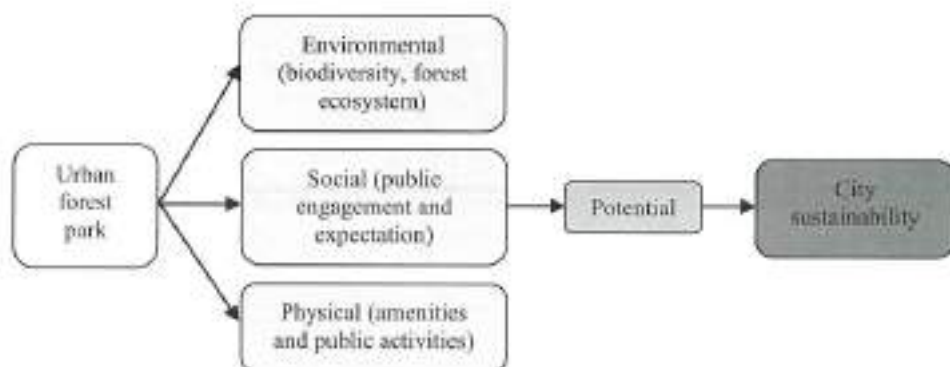 Environmental
(biodiversity, forest
ecosystem)
Urban
forest
park
Social (public
engagement and
expectation)
Potential
City
sustainability
Physical (amenities
and public activities)